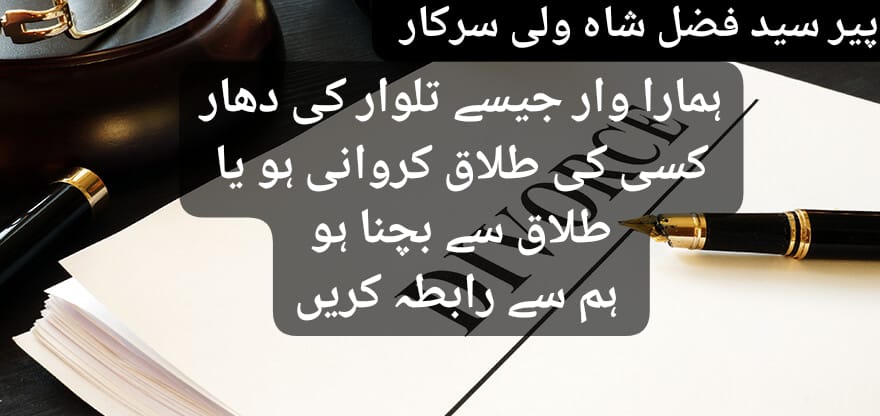 پیر سید فضل شاہ ولی سرکار
ہمارا وار جیسے تلوار کی دھار
کسی کی طلاق کروانی ہو یا
طلاق سے بچنا ہو
ہم سے رابطہ کریں
DIVORCE